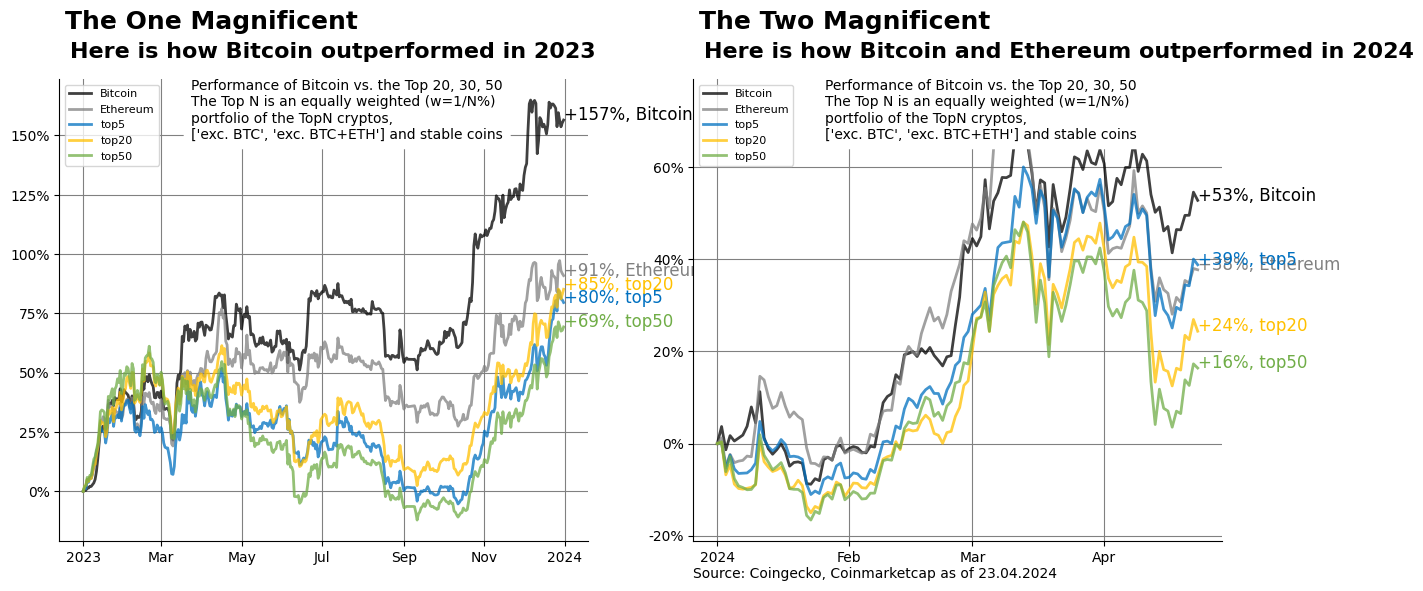 The One Magnificent
Here is how Bitcoin outperformed in 2023
Performance of Bitcoin vs. the Top 20, 30, 50
The Top N is an equally weighted (w=1/N%)
portfolio of the TopN cryptos,
['exc. BTC', 'exc. BTC+ETH'] and stable coins
Bitcoin
Ethereum
top5
top20
top50
150%
125%
100%
75%
50%
25%
0%
+157%, Bitcoin
+91%, Ethereum
+85%, top20
+80%, top5
+69%, top50
2023
Mar
May
Jul
Sep
Nov
2024
The Two Magnificent
Here is how Bitcoin and Ethereum outperformed in 2024
Performance of Bitcoin vs. the Top 20, 30, 50
The Top N is an equally weighted (w=1/N%)
portfolio of the TopN cryptos,
['exc. BTC', 'exc. BTC+ETH'] and stable coins
Bitcoin
Ethereum
top5
top20
top50
60%
40%
20%
0%
-20%
+53%, Bitcoin
+39%, top5
+38%, Ethereum
+24%, top20
+16%, top50
2024
Feb
Mar
Apr
Source: Coingecko, Coinmarketcap as of 23.04.2024